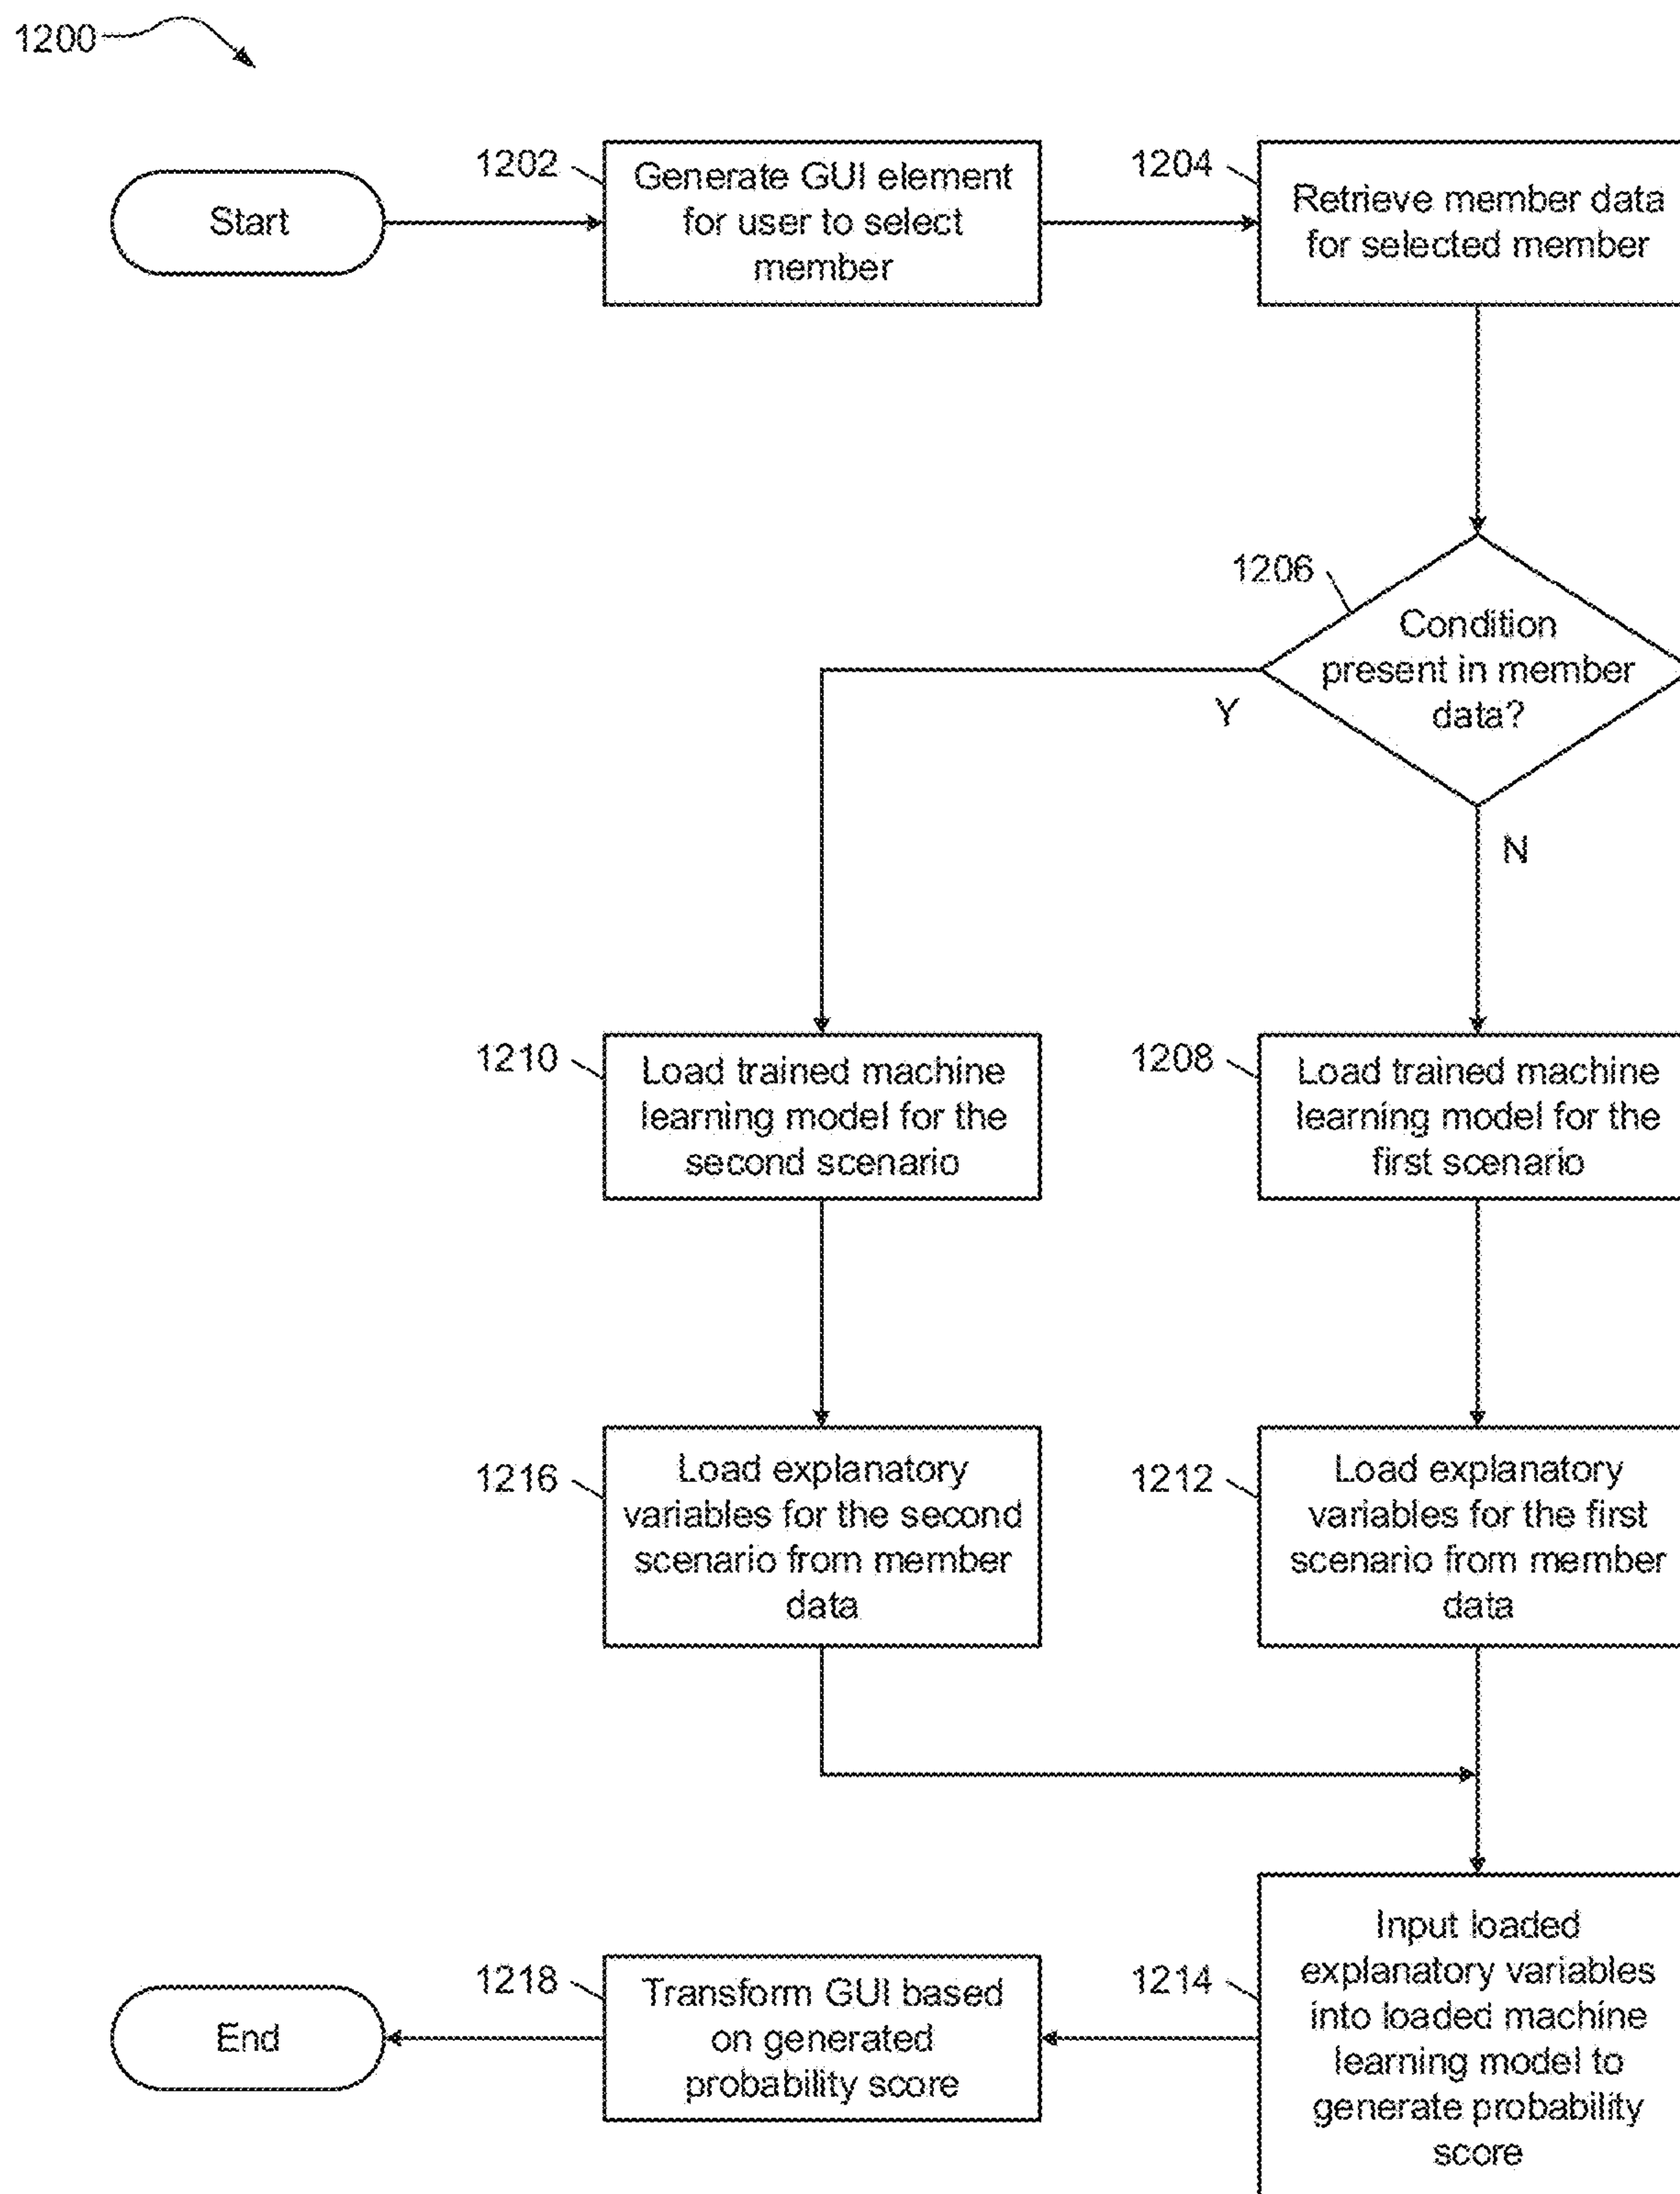 1200
Start
1202
Generate GUI element
for user to select
member
1204
Retrieve member data
for selected member
1206
Condition
present in member
data?
Y
N
1210
Load trained machine
learning model for the
second scenario
1208
Load trained machine
learning model for the
first scenario
1216
Load explanatory
variables for the second
scenario from member
data
1212
Load explanatory
variables for the first
scenario from member
data
End
1218
Transform GUI based
on generated
probability score
1214
Input loaded
explanatory variables
into loaded machine
learning model to
generate probability
score